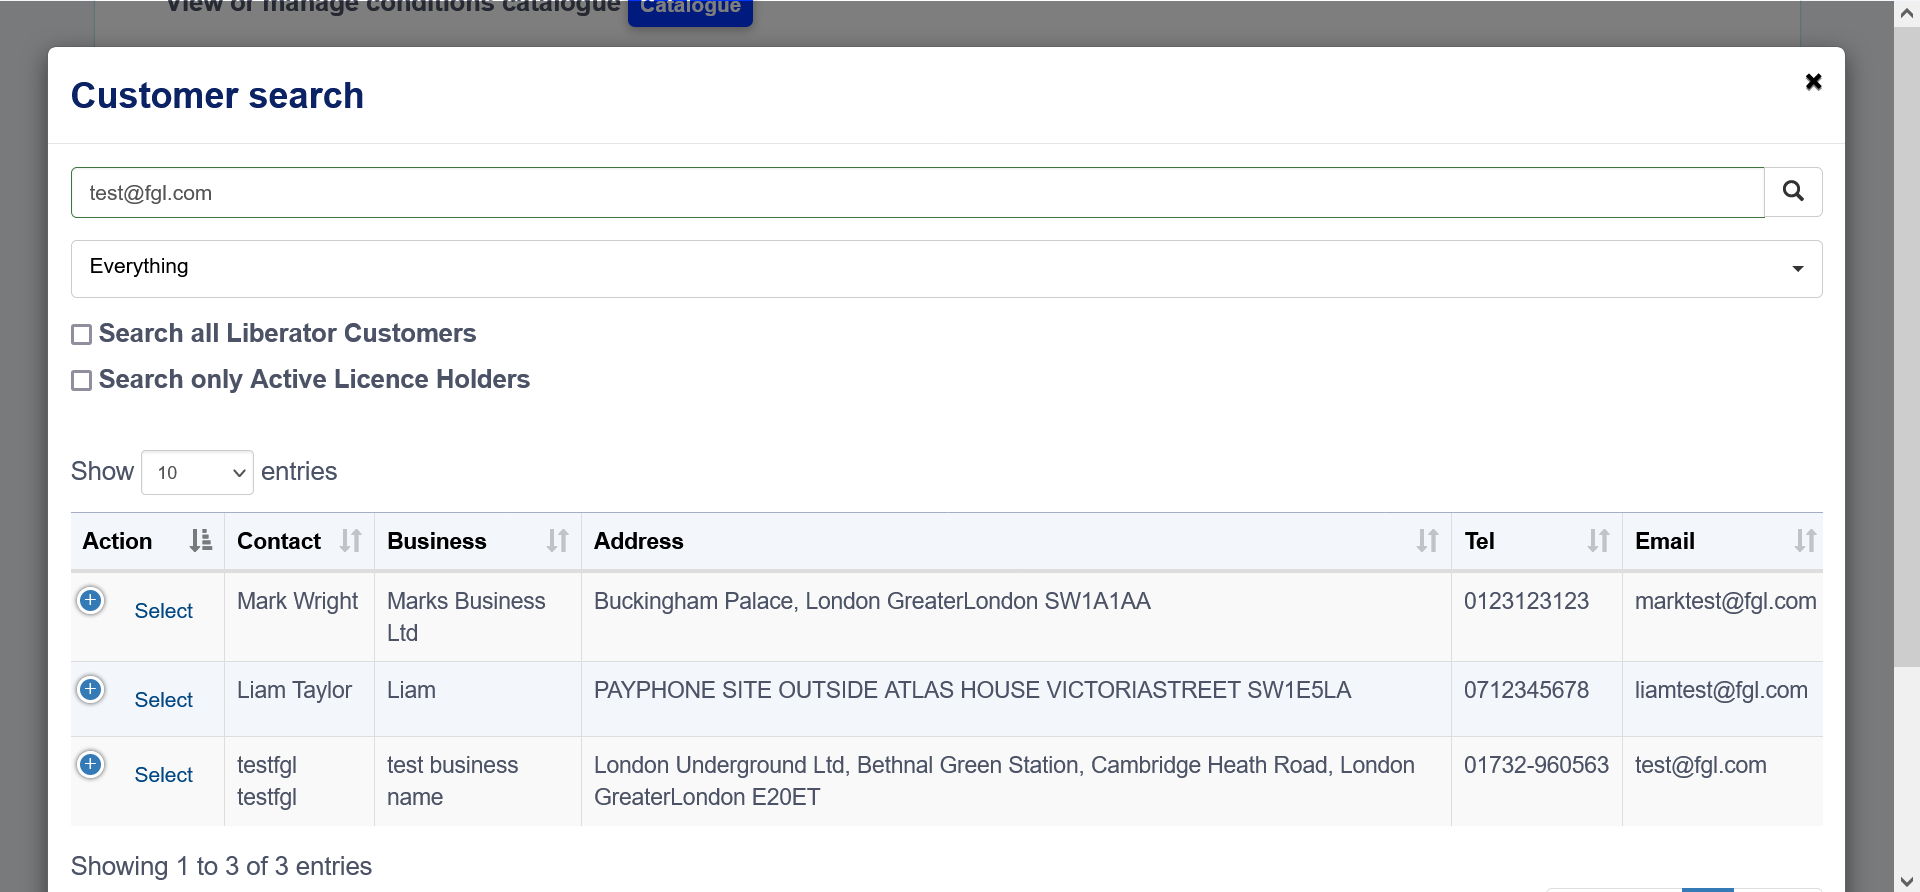 View or manage conditions catalogue Catalogue
Customer search
test@fgl.com
Everything
Search all Liberator Customers
Search only Active Licence Holders
Show 10 entries
Action Contact Business Address Tel Email
Select Mark Wright Marks Business Buckingham Palace, London GreaterLondon SW1A1AA 0123123123 marktest@fgl.com
Ltd
Select Liam Taylor Liam PAYPHONE SITE OUTSIDE ATLAS HOUSE VICTORIASTREET SW1E5LA 0712345678 liamtest@fgl.com
Select testfgl test business London Underground Ltd, Bethnal Green Station, Cambridge Heath Road, London 01732-960563 test@fgl.com
testfgl name GreaterLondon E20ET
Showing 1 to 3 of 3 entries